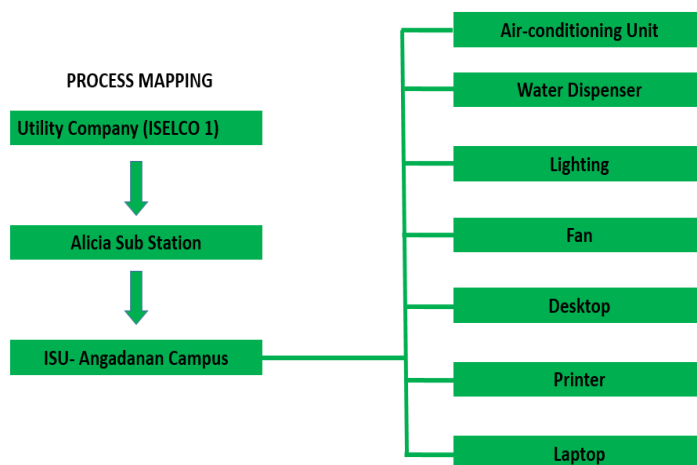 PROCESS MAPPING
Utility Company (ISELCO 1)
Alicia Sub Station
ISU- Angadanan Campus
Air-conditioning Unit
Water Dispenser
Lighting
Fan
Desktop
Printer
Laptop